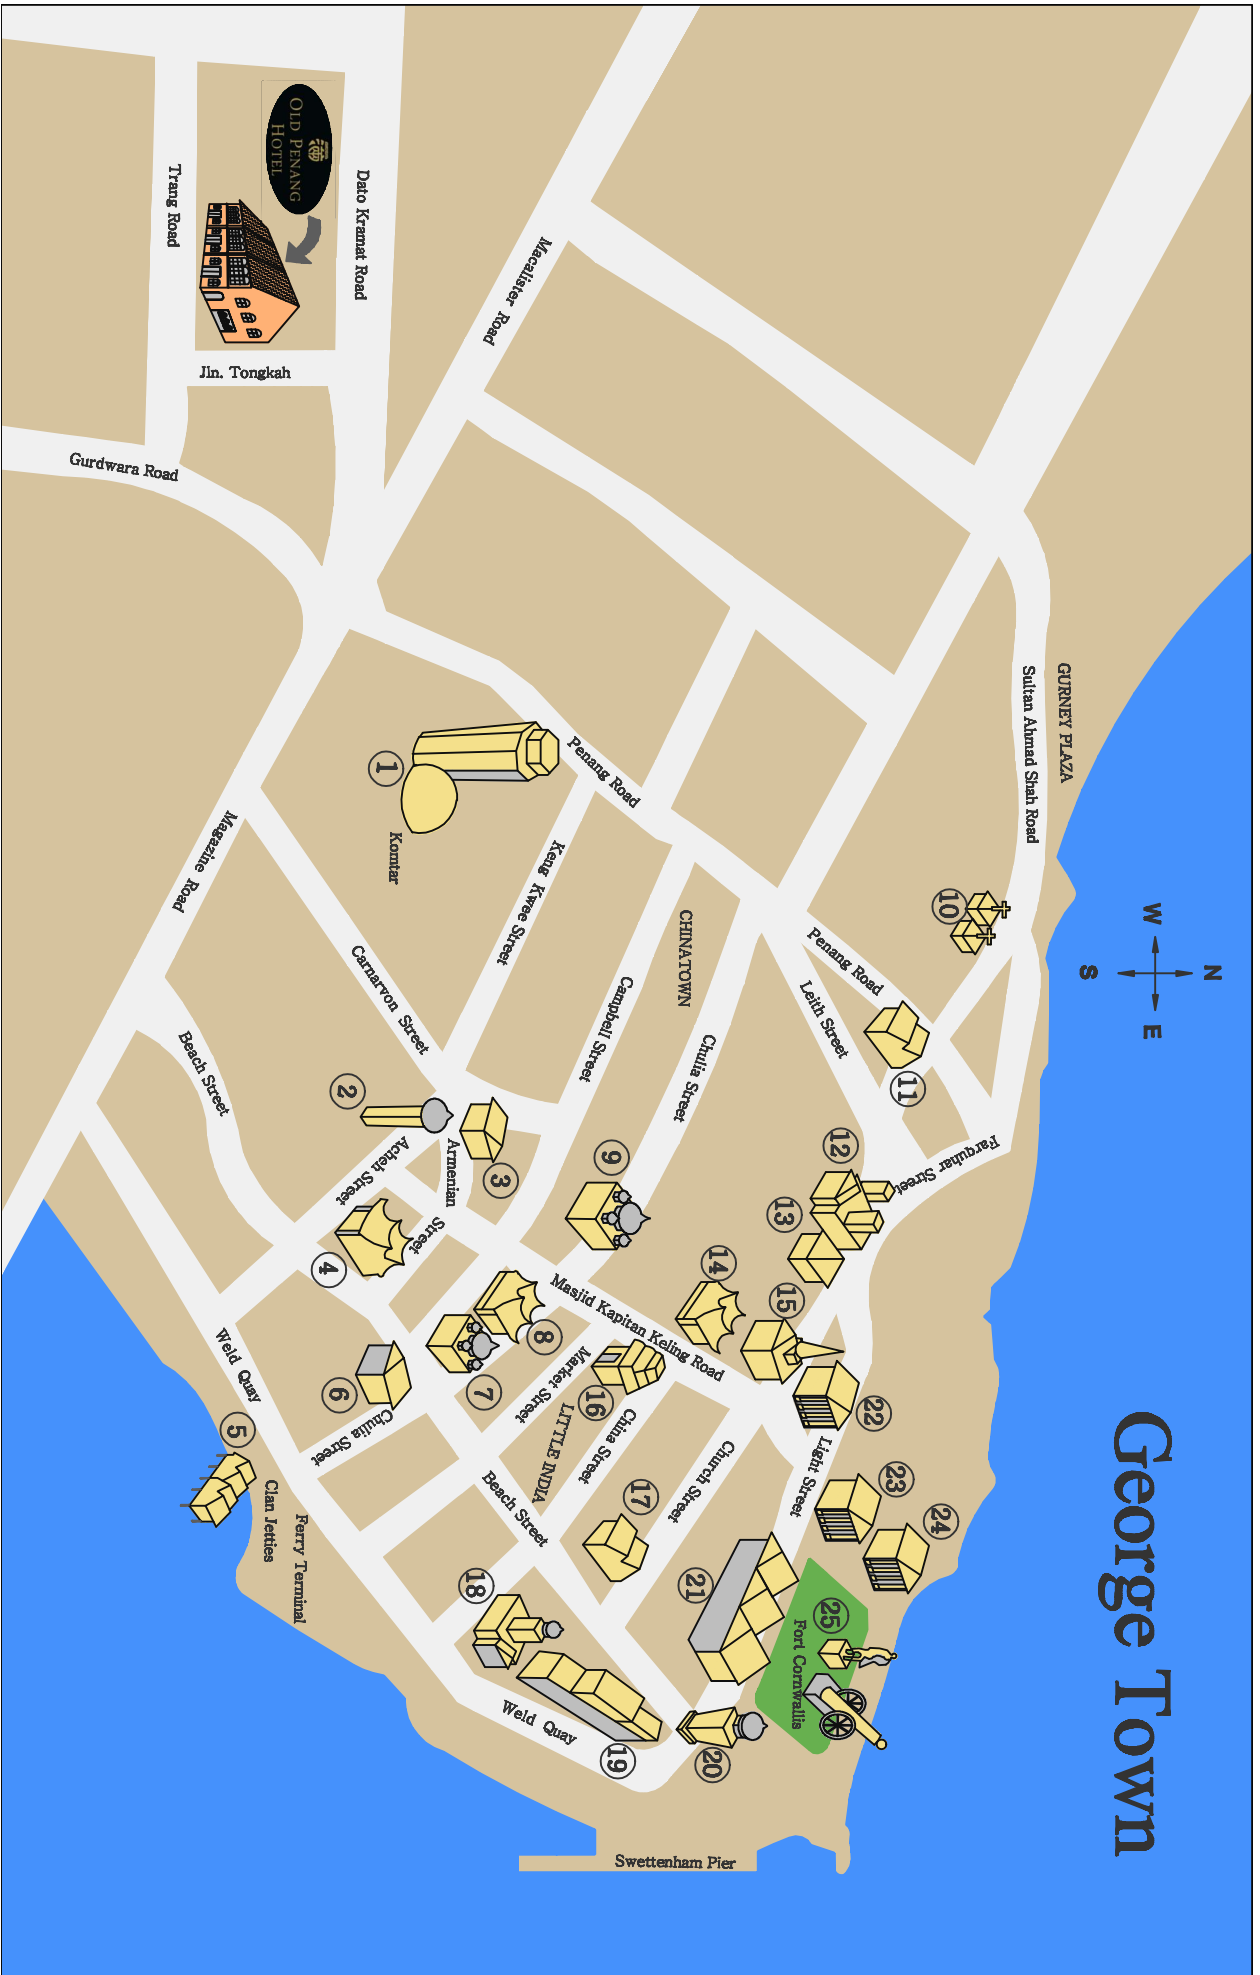 George Town
N
W
E
S
OLD PENANG
HOTEL
Trang Road
Dato Kramat Road
Jln. Tongkah
Gurdwara Road
Macalister Road
GURNEY PLAZA
Sultan Ahmad Shah Road
Penang Road
1
Komtar
Magazine Road
Keng Kwee Street
Carnarvon Street
CHINATOWN
Campbell Street
Chulia Street
Penang Road
Leith Street
10
11
Beach Street
2
Acheh Street
Armenian
Street
3
4
9
12
13
Farquhar Street
14
15
Masjid Kapitan Keling Road
8
7
6
16
Market Street
LITTLE INDIA
China Street
Church Street
Light Street
22
23
24
Weld Quay
Chulia Street
5
Clan Jetties
Ferry Terminal
Beach Street
17
18
21
25
Fort Cornwallis
Weld Quay
19
20
Swettenham Pier